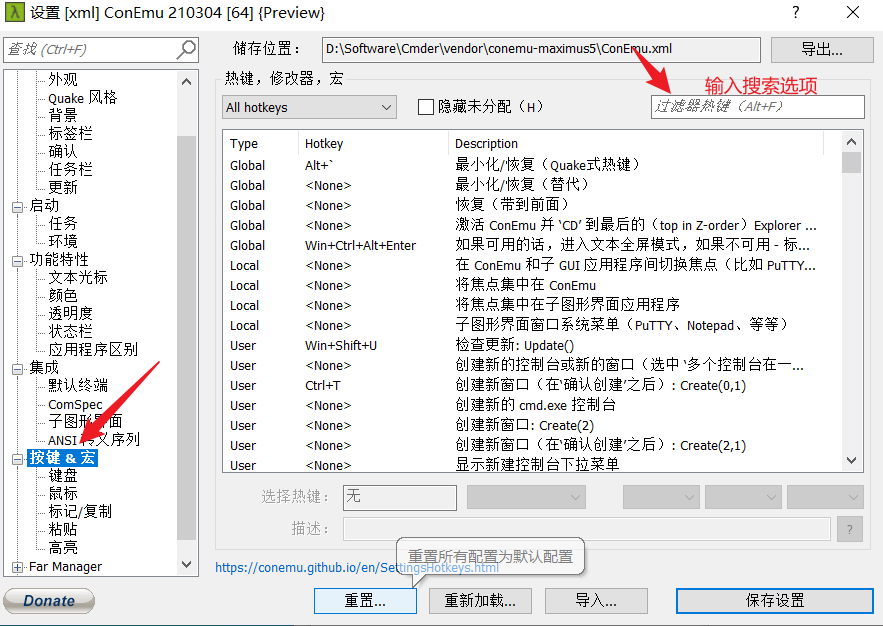 设置 [xml] ConEmu 210304 [64] {Preview}
查找 (Ctrl+F)
储存位置：
D:\Software\Cmder\vendor\conemu-maximus5\ConEmu.xml
导出...
外观
Quake 风格
背景
标签栏
确认
任务栏
更新
启动
任务
环境
功能特性
文本光标
颜色
透明度
状态栏
应用程序区别
集成
默认终端
ComSpec
子图形界面
ANSI 转义序列
按键 & 宏
键盘
鼠标
标记/复制
粘贴
高亮
Far Manager
热键，修改器，宏
输入搜索选项
All hotkeys
隐藏未分配（H）
过滤器热键（Alt+F）
Type Hotkey Description
Global Alt+` 最小化/恢复（Quake式热键）
Global <None> 最小化/恢复（替代）
Global <None> 恢复（带到前面）
Global <None> 激活 ConEmu 并 ‘CD’ 到最后的（top in Z-order）Explorer ...
Global Win+Ctrl+Alt+Enter 如果可用的话，进入文本全屏模式，如果不可用 - 标...
Local <None> 在 ConEmu 和子 GUI 应用程序间切换焦点（比如 PuTTY...
Local <None> 将焦点集中在 ConEmu
Local <None> 将焦点集中在子图形界面应用程序
Local <None> 子图形界面窗口系统菜单（PuTTY、Notepad、等等）
User Win+Shift+U 检查更新: Update()
User <None> 创建新的控制台或新的窗口（选中 ‘多个控制台在一...
User Ctrl+T 创建新窗口（在‘确认创建’之后）: Create(0,1)
User <None> 创建新的 cmd.exe 控制台
User <None> 创建新窗口: Create(2)
User <None> 创建新窗口（在‘确认创建’之后）: Create(2,1)
User <None> 显示新建控制台下拉菜单
选择热键： 无
描述：
?
重置所有配置为默认配置
https://conemu.github.io/en/SettingsHotkeys.html
Donate
重置...
重新加载...
导入...
保存设置